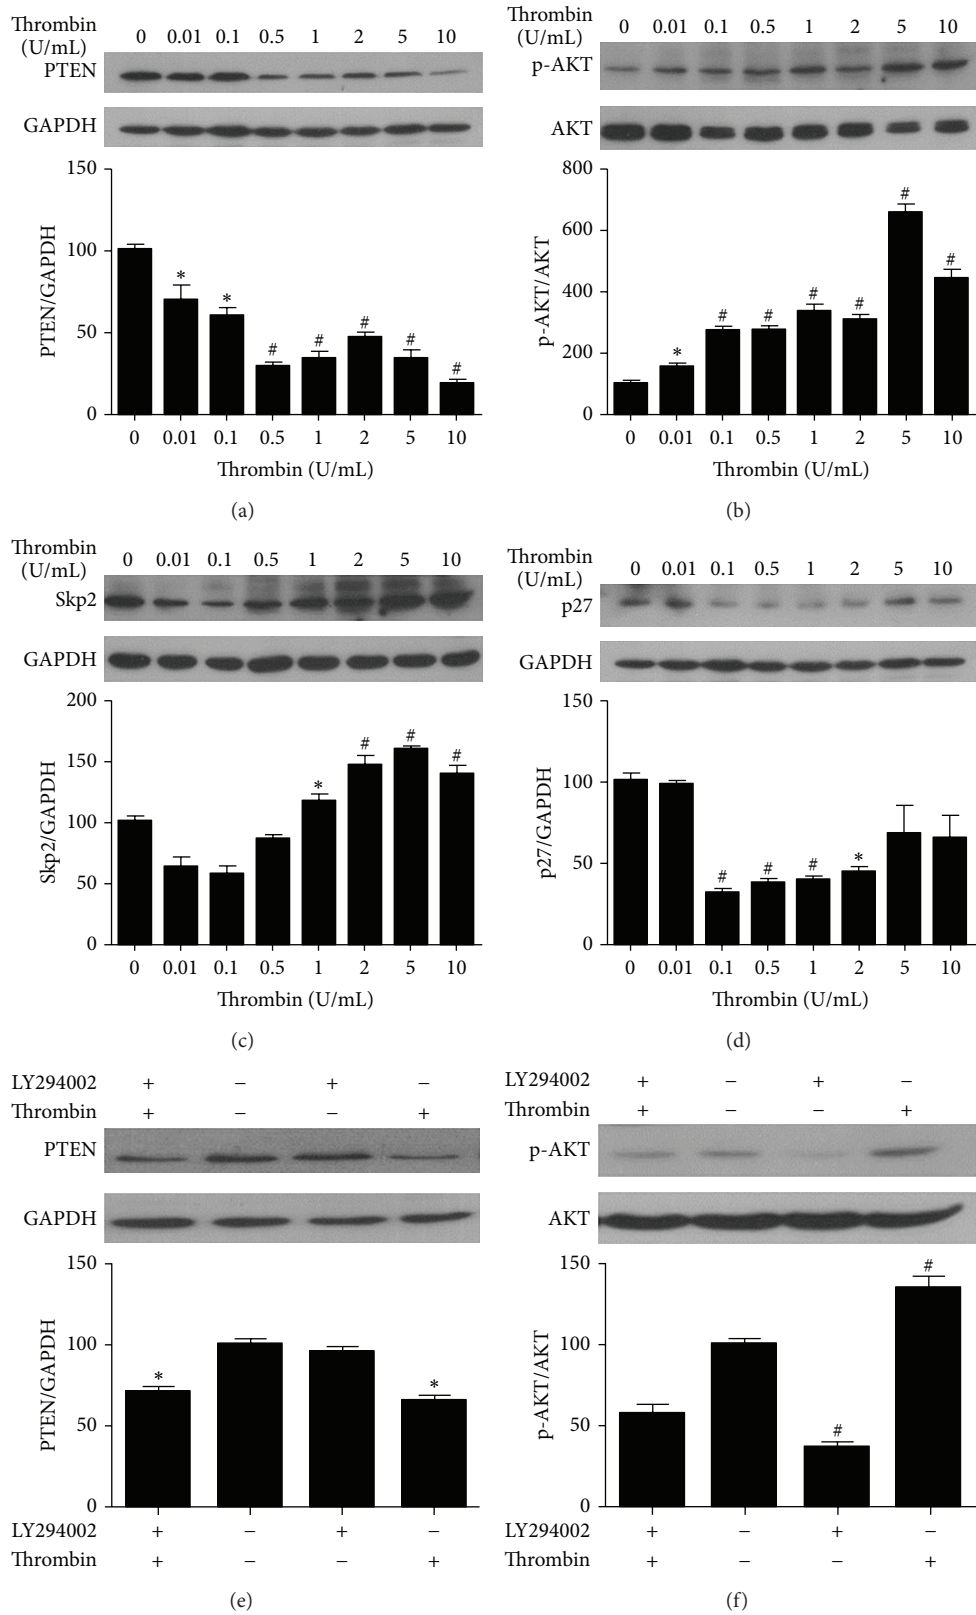 Thrombin (U/mL) 0 0.01 0.1 0.5 1 2 5 10
PTEN
GAPDH
PTEN/GAPDH
150
100
50
0
* * # # # # #
0 0.01 0.1 0.5 1 2 5 10
Thrombin (U/mL)
(a)
Thrombin (U/mL) 0 0.01 0.1 0.5 1 2 5 10
p-AKT
AKT
p-AKT/AKT
800
600
400
200
0
* # # # # # #
0 0.01 0.1 0.5 1 2 5 10
Thrombin (U/mL)
(b)
Thrombin (U/mL) 0 0.01 0.1 0.5 1 2 5 10
Skp2
GAPDH
Skp2/GAPDH
200
150
100
50
0
* # # #
0 0.01 0.1 0.5 1 2 5 10
Thrombin (U/mL)
(c)
Thrombin (U/mL) 0 0.01 0.1 0.5 1 2 5 10
p27
GAPDH
p27/GAPDH
150
100
50
0
# # # *
0 0.01 0.1 0.5 1 2 5 10
Thrombin (U/mL)
(d)
LY294002 + − + −
Thrombin + − − +
PTEN
GAPDH
PTEN/GAPDH
150
100
50
0
* *
LY294002 + − + −
Thrombin + − − +
(e)
LY294002 + − + −
Thrombin + − − +
p-AKT
AKT
p-AKT/AKT
150
100
50
0
# #
LY294002 + − + −
Thrombin + − − +
(f)